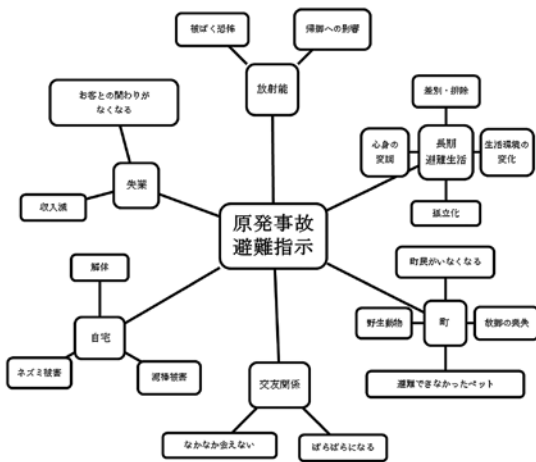 被ばく恐怖
帰郷への影響
放射能
お客との関わりが
なくなる
失業
収入減
差別・排除
心身の
変調
長期
避難生活
生活環境の
変化
孤立化
原発事故
避難指示
町民がいなくなる
野生動物
町
故郷の喪失
避難できなかったペット
解体
自宅
ネズミ被害
泥棒被害
交友関係
なかなか会えない
ばらばらになる